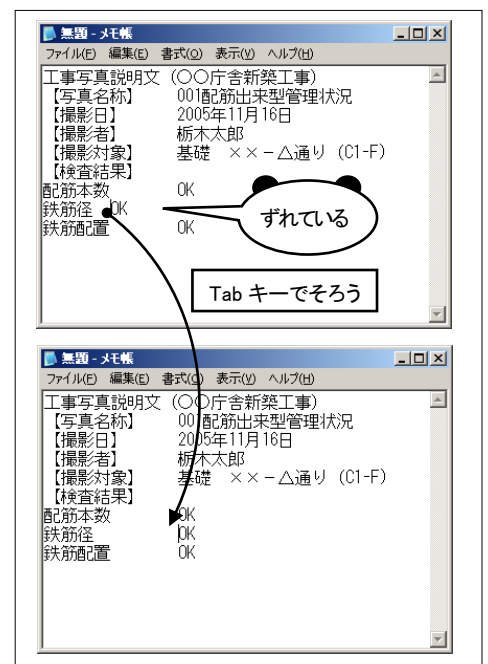 無題 - メモ帳
ファイル(F) 編集(E) 書式(O) 表示(V) ヘルプ(H)
工事写真説明文 (〇〇庁舎新築工事)
【写真名称】 001配筋出来型管理状況
【撮影日】 2005年11月16日
【撮影者】 栃木太郎
【撮影対象】 基礎 ××－△通り (C1-F)
【検査結果】
配筋本数 OK
鉄筋径 OK
鉄筋配置 OK
ずれている
Tab キーでそろう
無題 - メモ帳
ファイル(F) 編集(E) 書式(O) 表示(V) ヘルプ(H)
工事写真説明文 (〇〇庁舎新築工事)
【写真名称】 001配筋出来型管理状況
【撮影日】 2005年11月16日
【撮影者】 栃木太郎
【撮影対象】 基礎 ××－△通り (C1-F)
【検査結果】
配筋本数 OK
鉄筋径 OK
鉄筋配置 OK